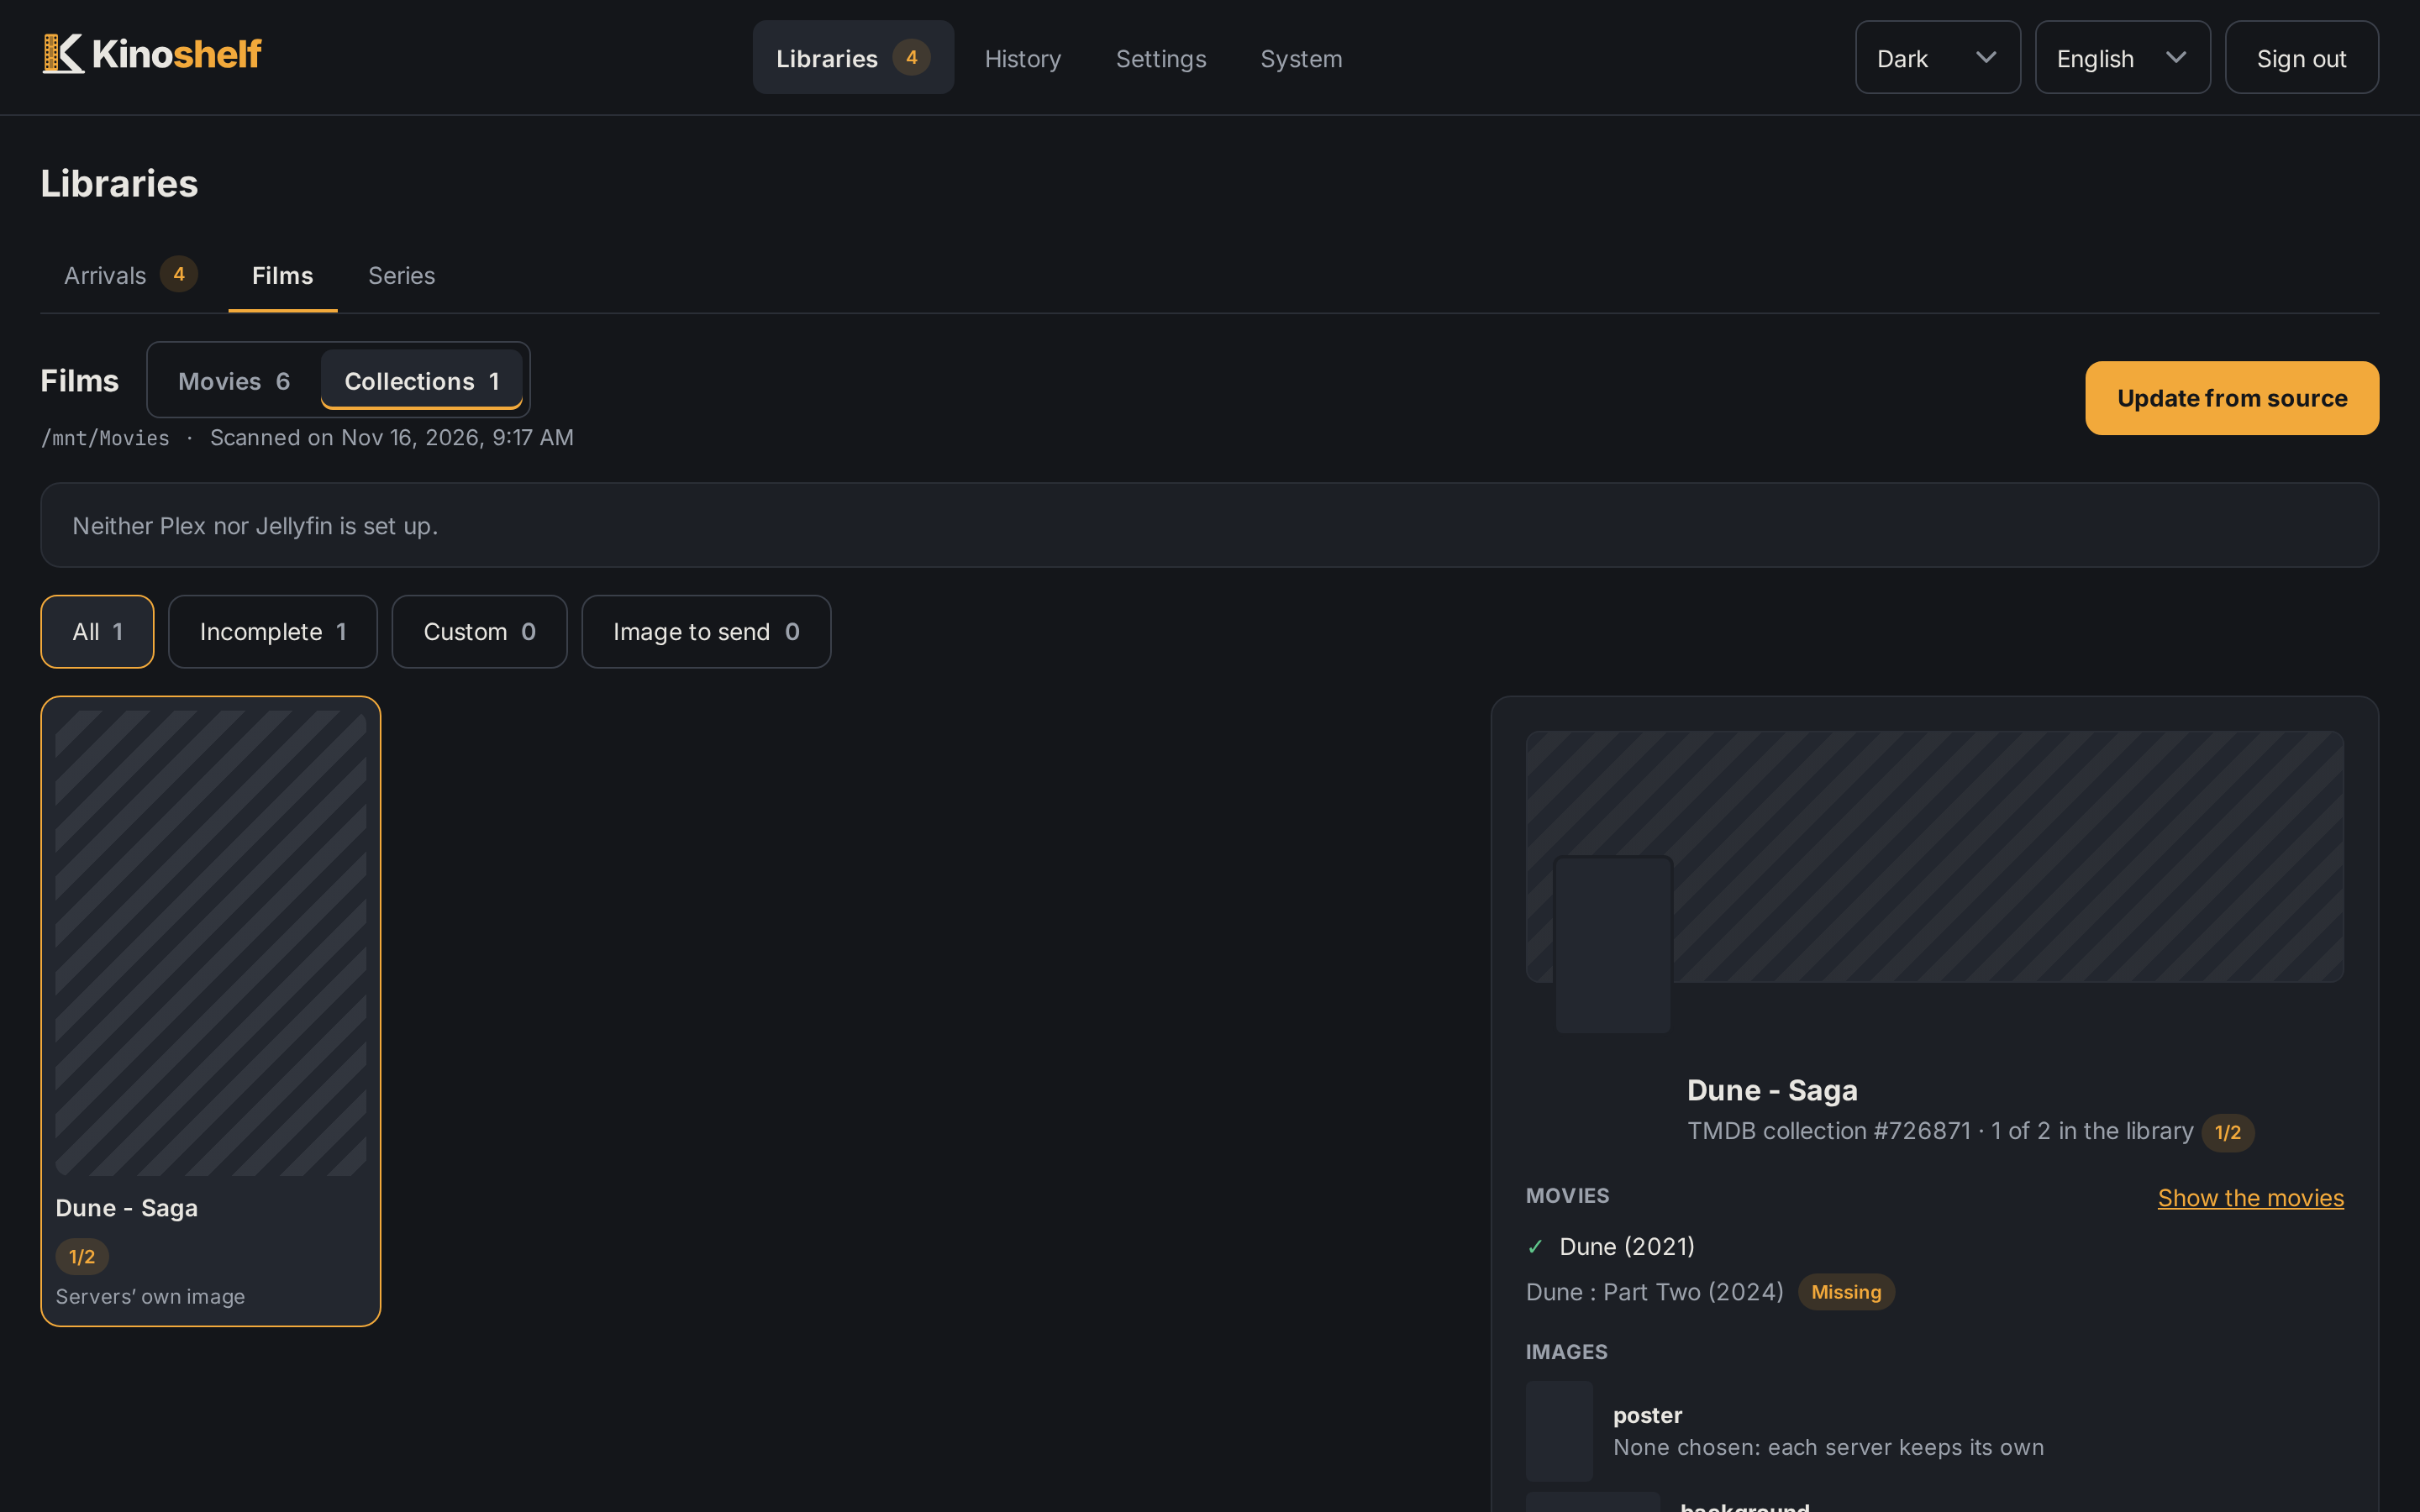 Kinoshelf
Libraries 4 History Settings System
Dark English Sign out
Libraries
Arrivals 4 Films Series
Films Movies 6 Collections 1
/mnt/Movies · Scanned on Nov 16, 2026, 9:17 AM
Update from source
Neither Plex nor Jellyfin is set up.
All 1 Incomplete 1 Custom 0 Image to send 0
Dune - Saga
1/2
Servers’ own image
Dune - Saga
TMDB collection #726871 · 1 of 2 in the library 1/2
MOVIES Show the movies
✓ Dune (2021)
Dune : Part Two (2024) Missing
IMAGES
poster
None chosen: each server keeps its own
background